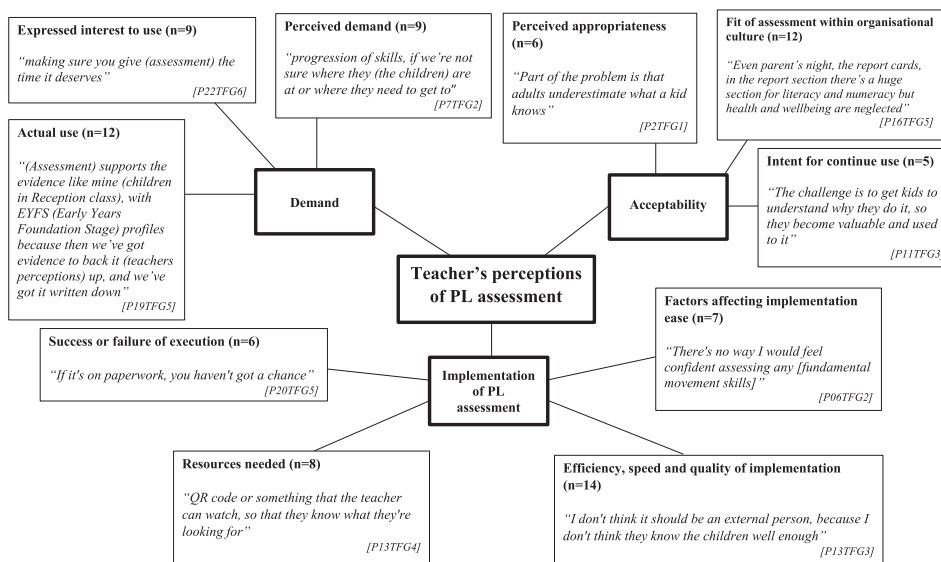 Expressed interest to use (n=9)
“making sure you give (assessment) the
time it deserves”
[P22TFG6]
Perceived demand (n=9)
“progression of skills, if we're not
sure where they (the children) are
at or where they need to get to"
[P7TFG2]
Perceived appropriateness
(n=6)
“Part of the problem is that
adults underestimate what a kid
knows”
[P2TFG1]
Fit of assessment within organisational
culture (n=12)
“Even parent’s night, the report cards,
in the report section there’s a huge
section for literacy and numeracy but
health and wellbeing are neglected”
[P16TFG5]
Actual use (n=12)
“(Assessment) supports the
evidence like mine (children
in Reception class), with
EYFS (Early Years
Foundation Stage) profiles
because then we’ve got
evidence to back it (teachers
perceptions) up, and we’ve
got it written down”
[P19TFG5]
Demand
Acceptability
Intent for continue use (n=5)
“The challenge is to get kids to
understand why they do it, so
they become valuable and used
to it”
[P11TFG3]
Teacher’s perceptions
of PL assessment
Success or failure of execution (n=6)
“If it's on paperwork, you haven't got a chance”
[P20TFG5]
Implementation
of PL
assessment
Factors affecting implementation
ease (n=7)
“There's no way I would feel
confident assessing any [fundamental
movement skills]”
[P06TFG2]
Resources needed (n=8)
“QR code or something that the teacher
can watch, so that they know what they're
looking for”
[P13TFG4]
Efficiency, speed and quality of implementation
(n=14)
“I don't think it should be an external person, because I
don't think they know the children well enough”
[P13TFG3]